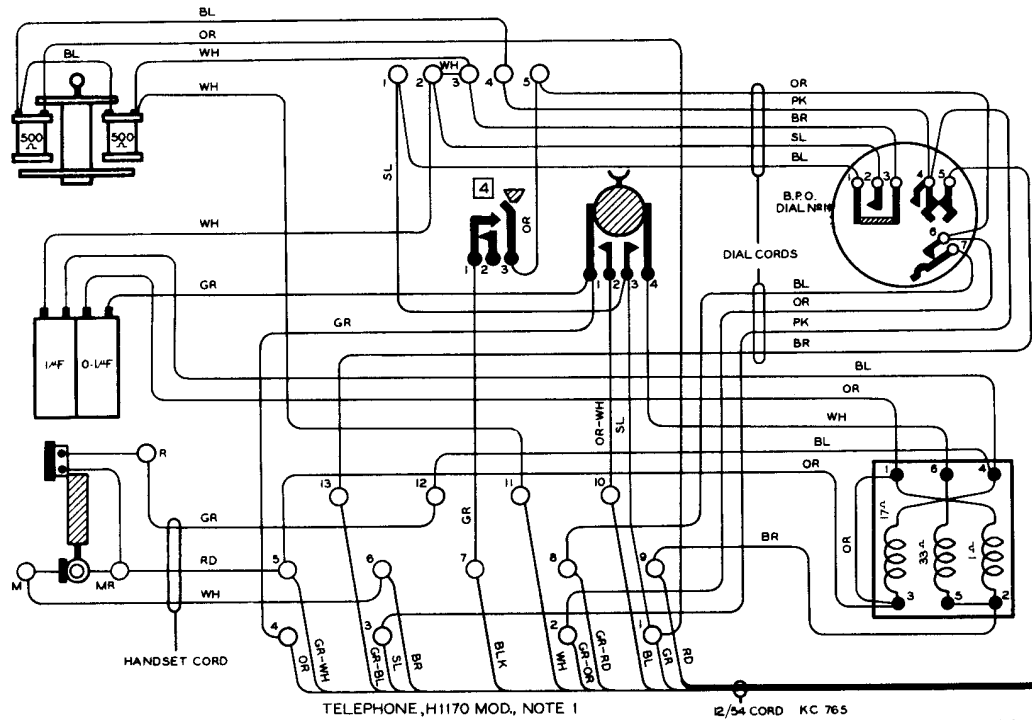 BL
OR
BL
WH
WH
WH
500
Ω
500
Ω
1
2
3
4
5
OR
PK
BR
SL
BL
SL
4
OR
1
2
3
1
2
3
4
B.P.O.
DIAL Nº
1
2
3
4
5
6
7
WH
GR
GR
DIAL CORDS
BL
OR
PK
BR
1µF
0·1µF
BL
OR
WH
BL
OR
OR-WH
SL
R
13
12
11
10
GR
GR
1
6
4
17Ω
33Ω
1Ω
OR
3
5
2
BR
M
MR
RD
WH
5
6
7
8
9
4
3
2
1
HANDSET CORD
OR
GR-WH
GR-BL
SL
BR
BLK
WH
GR-OR
GR-RD
BL
GR
RD
TELEPHONE, H1170 MOD., NOTE 1
12/54 CORD KC 765